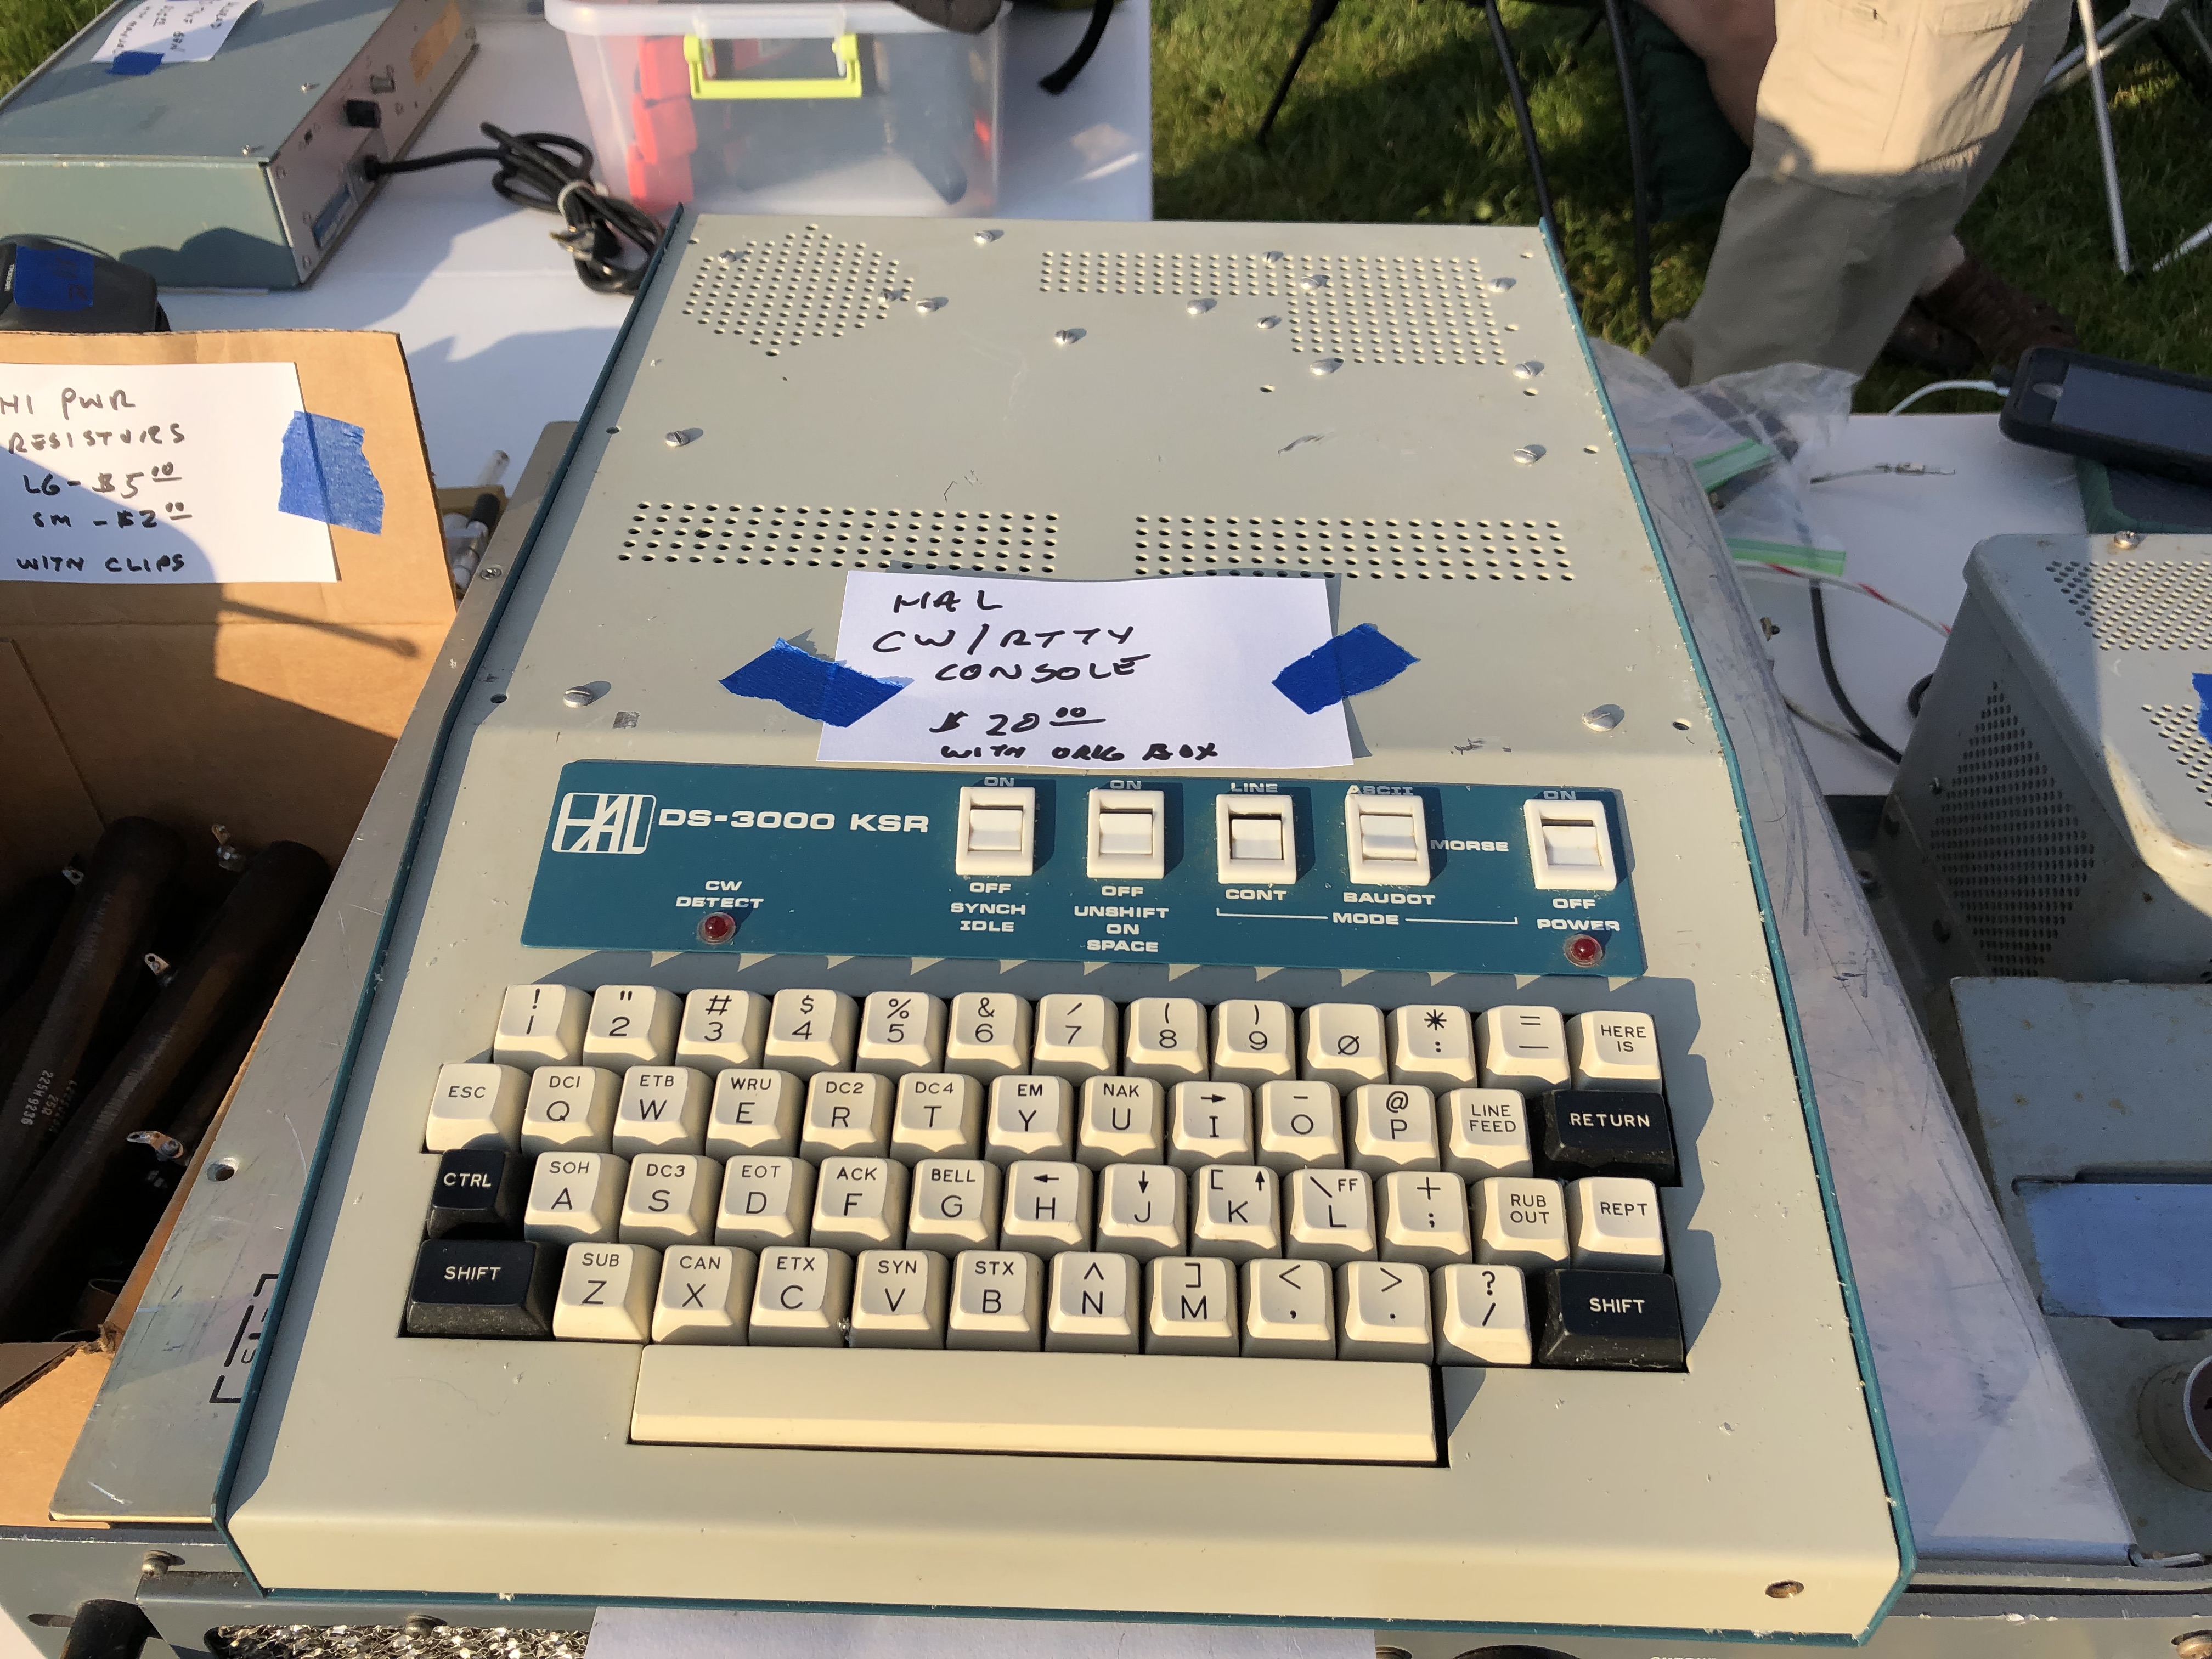 HI PWR
RESISTORS
LG - $5.00
SM - $2.00
WITH CLIPS
HAL
CW/RTTY
CONSOLE
$20.00
WITH ORIG BOX
HAL DS-3000 KSR
ON ON LINE ASCII ON
MORSE
OFF OFF CONT BAUDOT OFF
CW DETECT
SYNCH IDLE
UNSHIFT ON SPACE
MODE
POWER
! 1 " 2 # 3 $ 4 % 5 & 6 / 7 ( 8 ) 9 Ø * : = — HERE IS
ESC DC1 Q ETB W WRU E DC2 R DC4 T EM Y NAK U → I – O @ P LINE FEED RETURN
CTRL SOH A DC3 S EOT D ACK F BELL G ← H ↓ J [ ↑ K \ FF L + ; RUB OUT REPT
SHIFT SUB Z CAN X ETX C SYN V STX B ^ N ] M < , > . ? / SHIFT
25Ω
225H9236